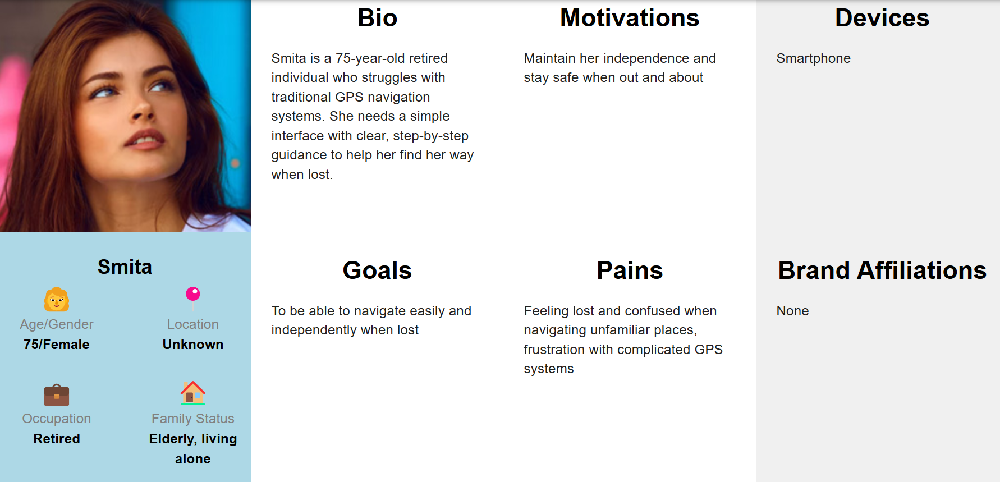 Bio
Smita is a 75-year-old retired
individual who struggles with
traditional GPS navigation
systems. She needs a simple
interface with clear, step-by-step
guidance to help her find her way
when lost.
Motivations
Maintain her independence and
stay safe when out and about
Devices
Smartphone
Smita
Age/Gender
75/Female
Location
Unknown
Occupation
Retired
Family Status
Elderly, living
alone
Goals
To be able to navigate easily and
independently when lost
Pains
Feeling lost and confused when
navigating unfamiliar places,
frustration with complicated GPS
systems
Brand Affiliations
None